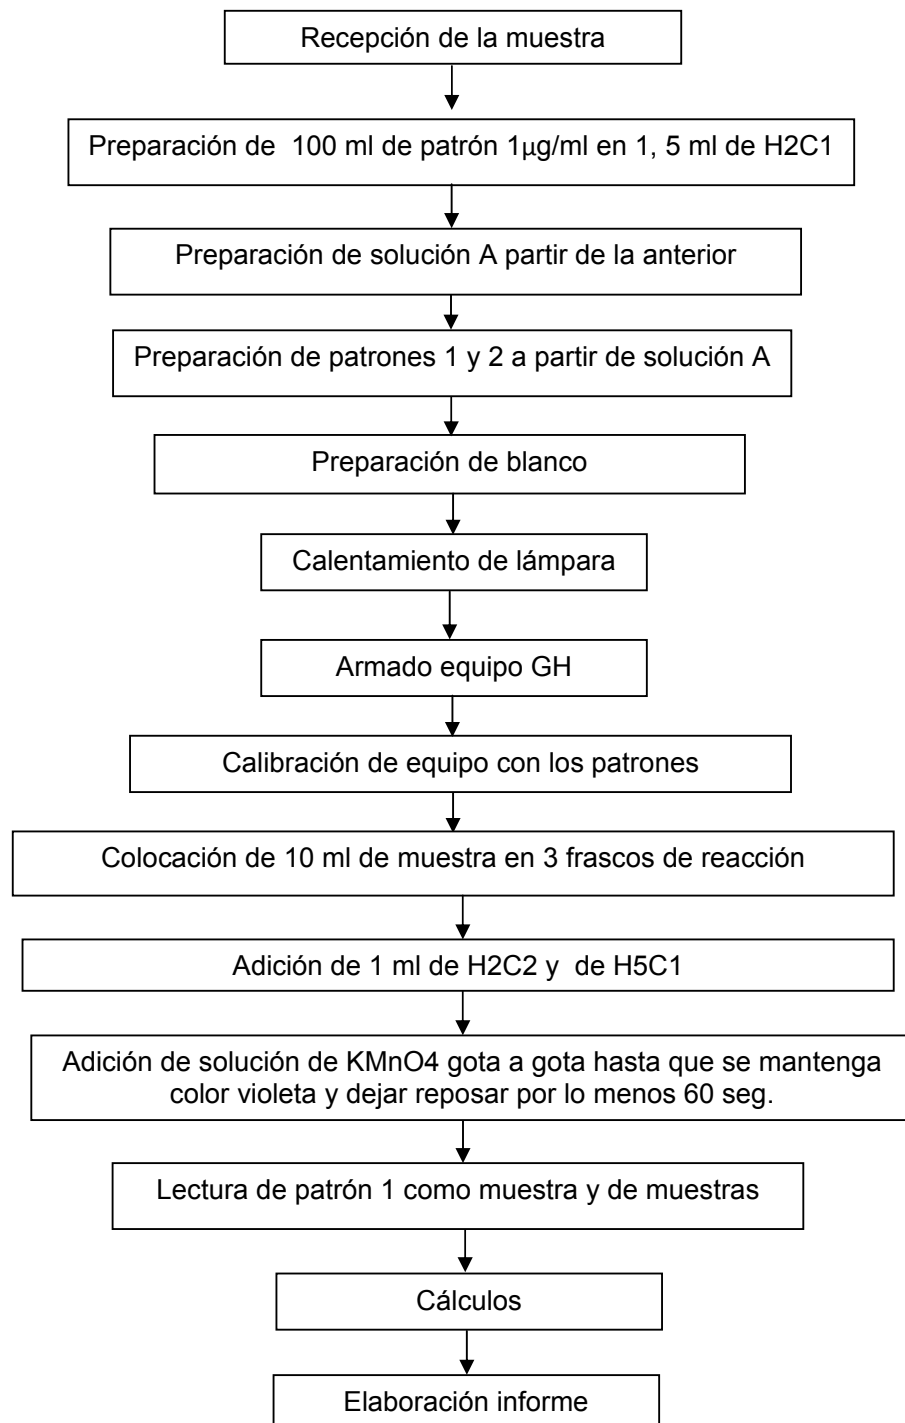 Recepción de la muestra
Preparación de  100 ml de patrón 1µg/ml en 1, 5 ml de H2C1
Preparación de solución A partir de la anterior
Preparación de patrones 1 y 2 a partir de solución A
Preparación de blanco
Calentamiento de lámpara
Armado equipo GH
Calibración de equipo con los patrones
Colocación de 10 ml de muestra en 3 frascos de reacción
Adición de 1 ml de H2C2 y  de H5C1
Adición de solución de KMnO4 gota a gota hasta que se mantenga
color violeta y dejar reposar por lo menos 60 seg.
Lectura de patrón 1 como muestra y de muestras
Cálculos
Elaboración informe